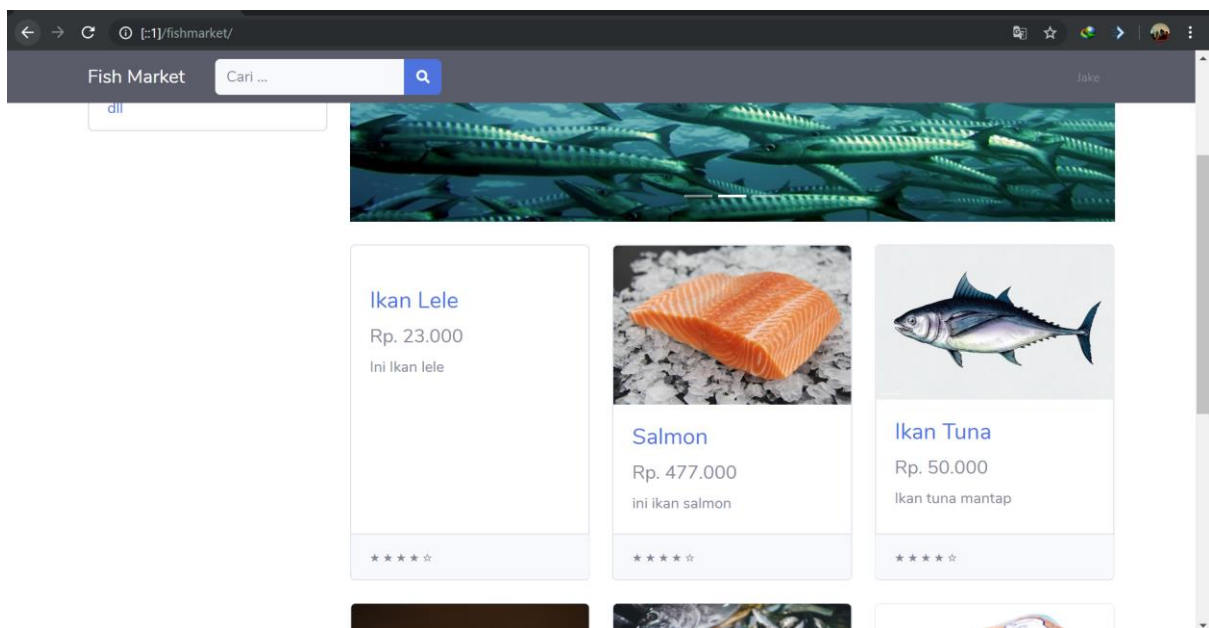 [::1]/fishmarket/
Fish Market
Cari ...
Jake
dll
Ikan Lele
Rp. 23.000
Ini Ikan lele
Salmon
Rp. 477.000
ini ikan salmon
Ikan Tuna
Rp. 50.000
Ikan tuna mantap
★ ★ ★ ★ ☆
★ ★ ★ ★ ☆
★ ★ ★ ★ ☆